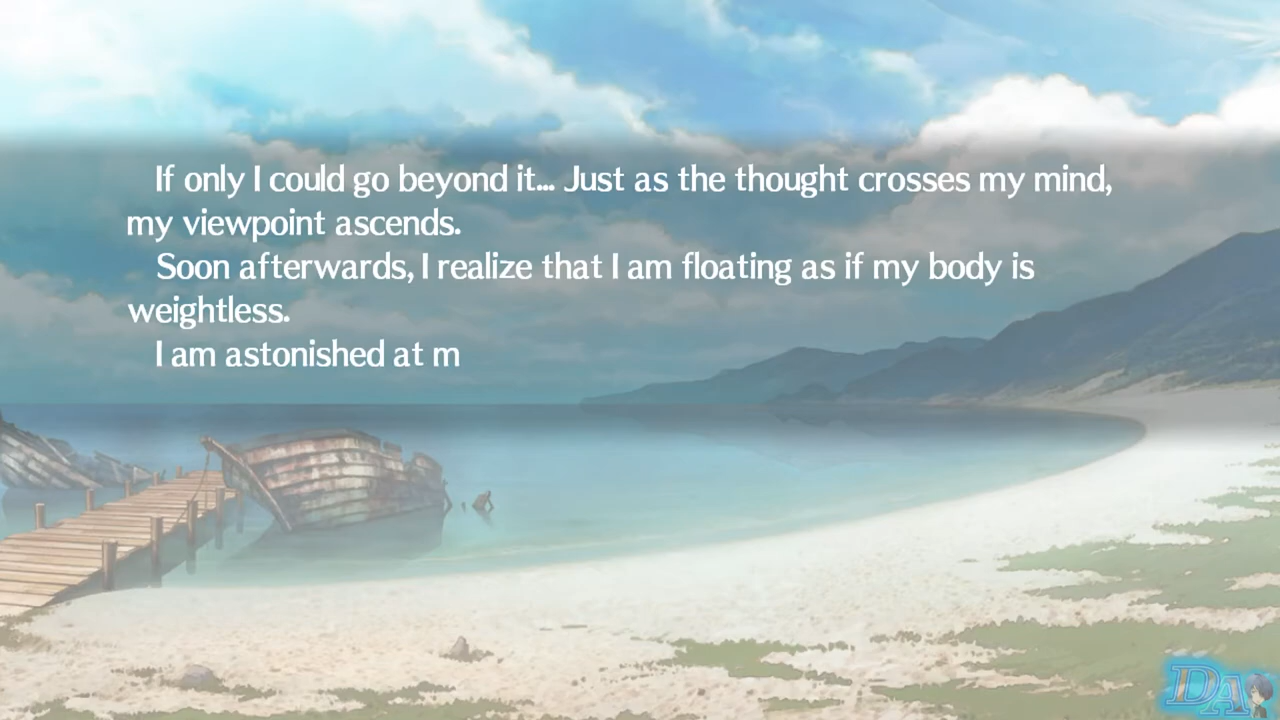 If only I could go beyond it... Just as the thought crosses my mind,
my viewpoint ascends.
Soon afterwards, I realize that I am floating as if my body is
weightless.
I am astonished at m
DA